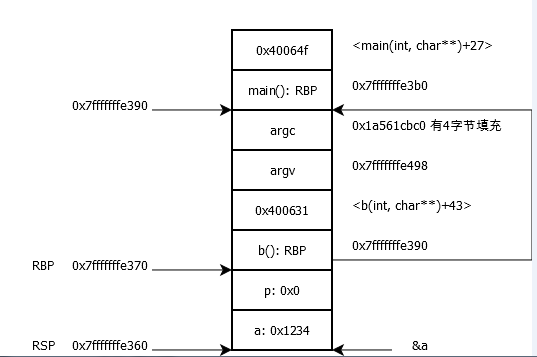 0x40064f <main(int, char**)+27>
main(): RBP 0x7fffffffe3b0
0x7fffffffe390
argc 0x1a561cbc0 有4字节填充
argv 0x7fffffffe498
0x400631 <b(int, char**)+43>
b(): RBP 0x7fffffffe390
RBP 0x7fffffffe370
p: 0x0
a: 0x1234
RSP 0x7fffffffe360 &a